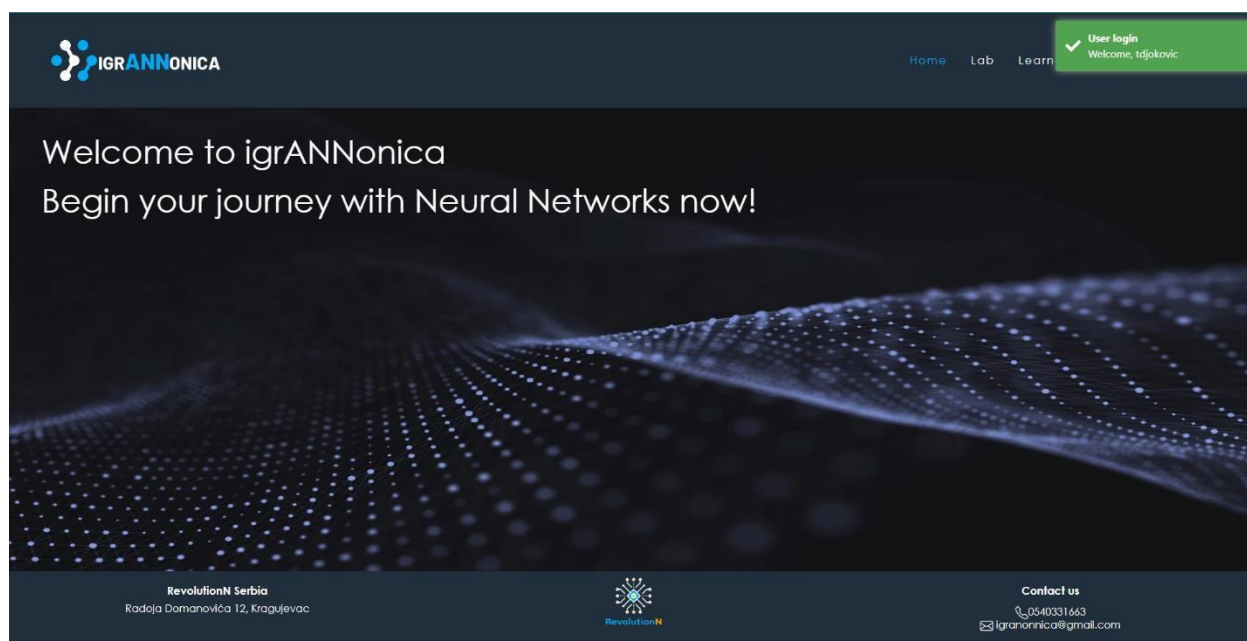 IGRANNONICA
Home Lab Learn
User login
Welcome, tdjokovic
Welcome to igrANNonica
Begin your journey with Neural Networks now!
RevolutionN Serbia
Radoja Domanovića 12, Kragujevac
RevolutionN
Contact us
0540331663
igranonnica@gmail.com